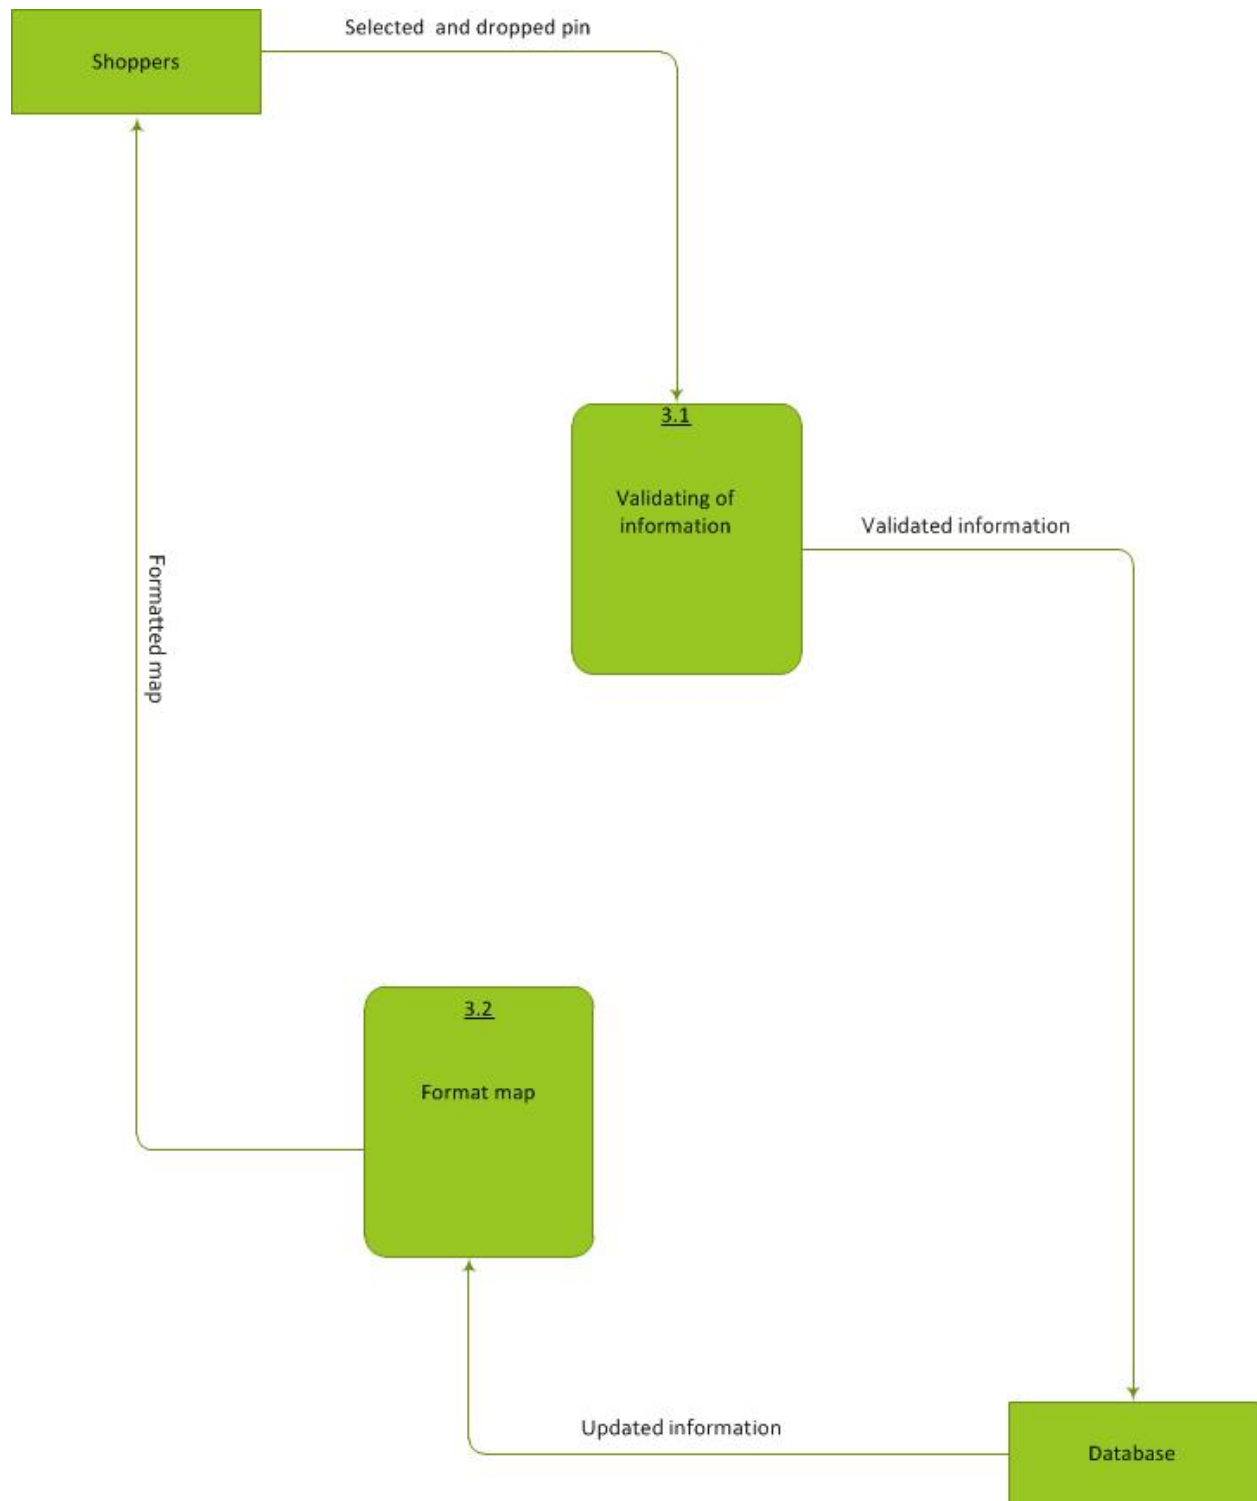 Selected  and dropped pin
Shoppers
3.1
Validating of
information
Validated information
Formatted map
3.2
Format map
Updated information
Database